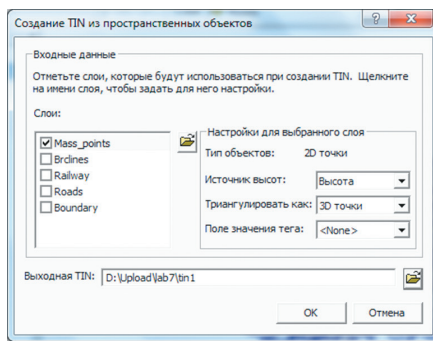 Создание TIN из пространственных объектов
Входные данные
Отметьте слои, которые будут использоваться при создании TIN. Щелкните
на имени слоя, чтобы задать для него настройки.
Слои:
Mass_points
Brclines
Railway
Roads
Boundary
Настройки для выбранного слоя
Тип объектов: 2D точки
Источник высот: Высота
Триангулировать как: 3D точки
Поле значения тега: <None>
Выходная TIN: D:\Upload\lab7\tin1
OK Отмена